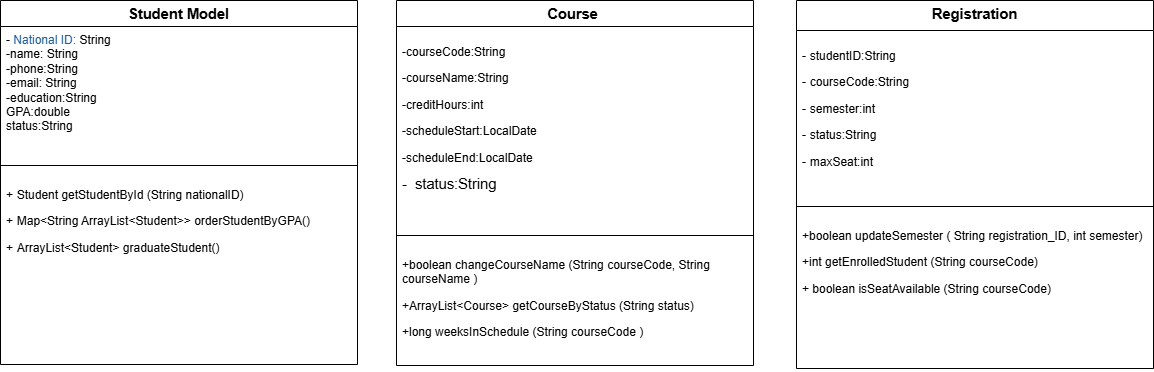 Student Model
- National ID: String
-name: String
-phone:String
-email: String
-education:String
GPA:double
status:String
+ Student getStudentById (String nationalID)
+ Map<String ArrayList<Student>> orderStudentByGPA()
+ ArrayList<Student> graduateStudent()
Course
-courseCode:String
-courseName:String
-creditHours:int
-scheduleStart:LocalDate
-scheduleEnd:LocalDate
- status:String
+boolean changeCourseName (String courseCode, String
courseName )
+ArrayList<Course> getCourseByStatus (String status)
+long weeksInSchedule (String courseCode )
Registration
- studentID:String
- courseCode:String
- semester:int
- status:String
- maxSeat:int
+boolean updateSemester ( String registration_ID, int semester)
+int getEnrolledStudent (String courseCode)
+ boolean isSeatAvailable (String courseCode)